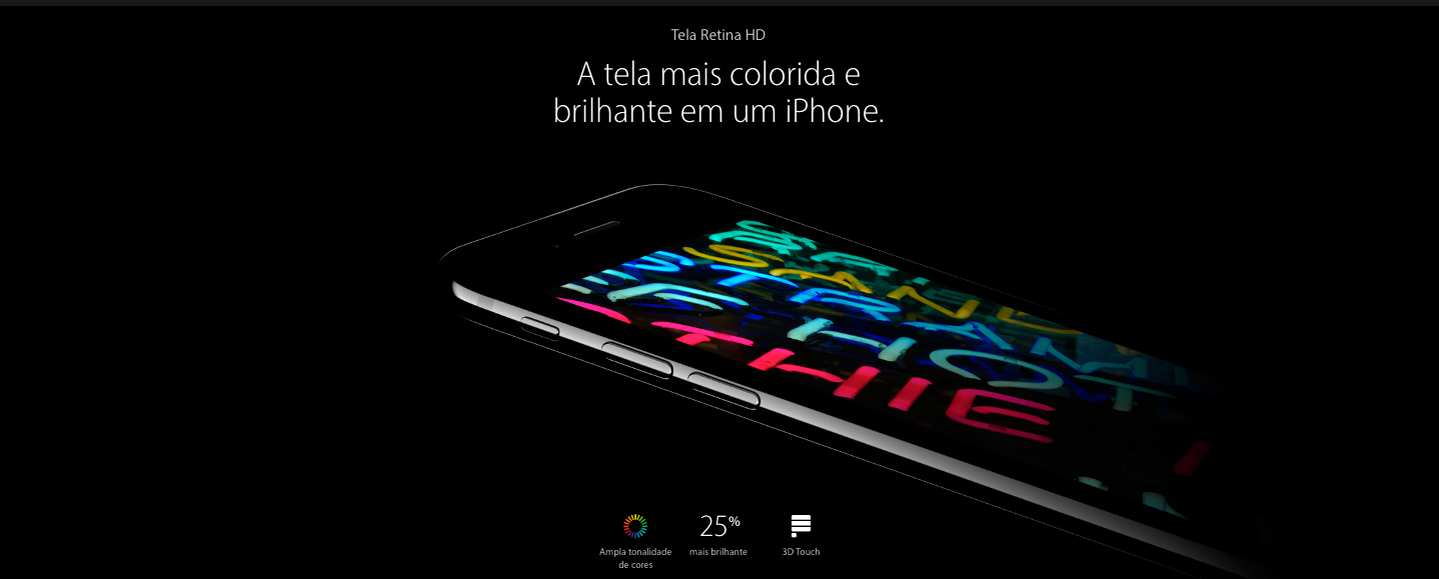 Tela Retina HD
A tela mais colorida e
brilhante em um iPhone.
THE
Ampla tonalidade
de cores
25%
mais brilhante
3D Touch